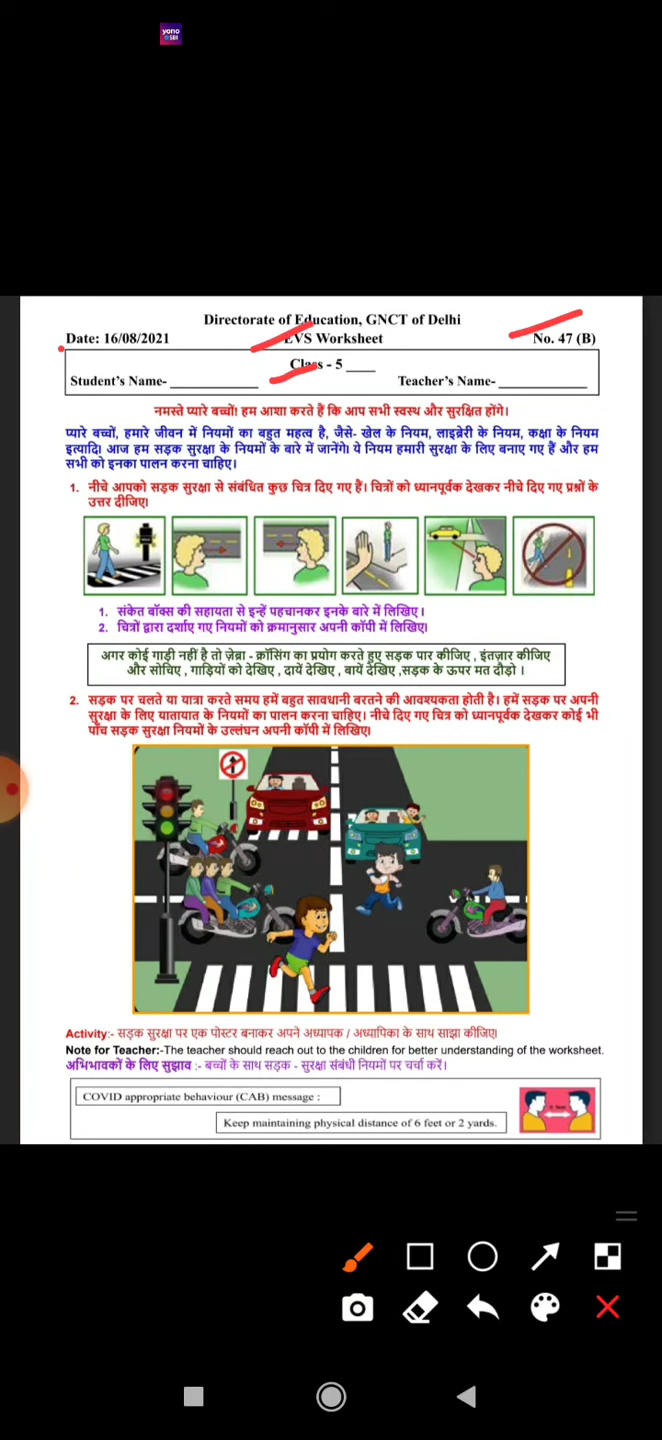 yono
SBI
Directorate of Education, GNCT of Delhi
Date: 16/08/2021 EVS Worksheet No. 47 (B)
Class - 5 ____
Student's Name- ____________ Teacher's Name- ____________
नमस्ते प्यारे बच्चों! हम आशा करते हैं कि आप सभी स्वस्थ और सुरक्षित होंगे।
प्यारे बच्चों, हमारे जीवन में नियमों का बहुत महत्व है, जैसे- खेल के नियम, लाइब्रेरी के नियम, कक्षा के नियम
इत्यादि। आज हम सड़क सुरक्षा के नियमों के बारे में जानेंगे। ये नियम हमारी सुरक्षा के लिए बनाए गए हैं और हम
सभी को इनका पालन करना चाहिए।
1. नीचे आपको सड़क सुरक्षा से संबंधित कुछ चित्र दिए गए हैं। चित्रों को ध्यानपूर्वक देखकर नीचे दिए गए प्रश्नों के
उत्तर दीजिए।
1. संकेत बॉक्स की सहायता से इन्हें पहचानकर इनके बारे में लिखिए।
2. चित्रों द्वारा दर्शाए गए नियमों को क्रमानुसार अपनी कॉपी में लिखिए।
अगर कोई गाड़ी नहीं है तो ज़ेब्रा - क्रॉसिंग का प्रयोग करते हुए सड़क पार कीजिए , इंतज़ार कीजिए
और सोचिए , गाड़ियों को देखिए , दायें देखिए , बायें देखिए ,सड़क के ऊपर मत दौड़ो ।
2. सड़क पर चलते या यात्रा करते समय हमें बहुत सावधानी बरतने की आवश्यकता होती है। हमें सड़क पर अपनी
सुरक्षा के लिए यातायात के नियमों का पालन करना चाहिए। नीचे दिए गए चित्र को ध्यानपूर्वक देखकर कोई भी
पाँच सड़क सुरक्षा नियमों के उल्लंघन अपनी कॉपी में लिखिए।
Activity:- सड़क सुरक्षा पर एक पोस्टर बनाकर अपने अध्यापक / अध्यापिका के साथ साझा कीजिए।
Note for Teacher:-The teacher should reach out to the children for better understanding of the worksheet.
अभिभावकों के लिए सुझाव :- बच्चों के साथ सड़क - सुरक्षा संबंधी नियमों पर चर्चा करें।
COVID appropriate behaviour (CAB) message :
Keep maintaining physical distance of 6 feet or 2 yards.